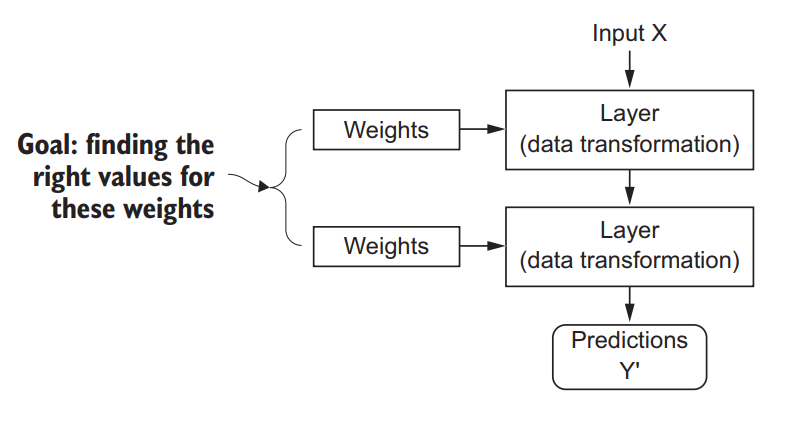 Input X
Layer
(data transformation)
Weights
Goal: finding the
right values for
these weights
Weights
Layer
(data transformation)
Predictions
Y'